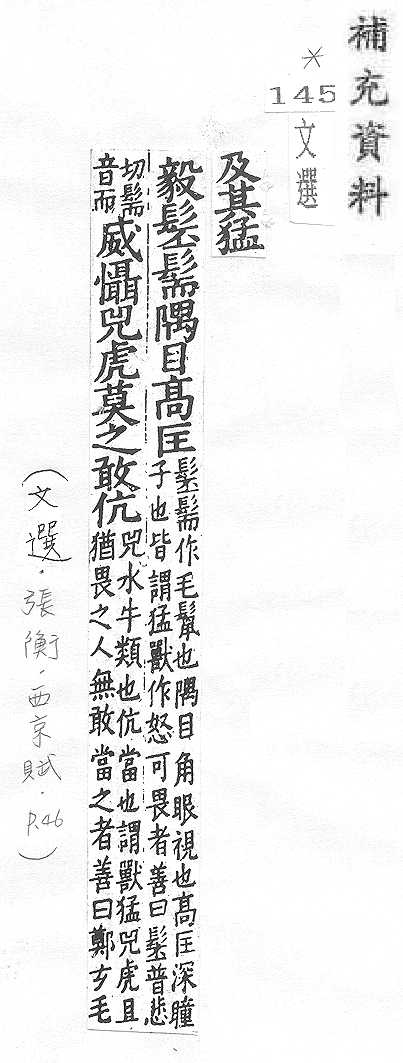 補充資料
*
145
文選
及其猛
毅髬髵隅目高匡
髬髵作毛鬣也隅目角眼視也高匡深瞳
子也皆謂猛獸作怒可畏者善曰髬普悲
切髵
音而
威懾兕虎莫之敢伉
兕水牛類也伉當也謂獸猛兕虎且
猶畏之人無敢當之者善曰鄭玄毛
(文選．張衡．西京賦．P.46)